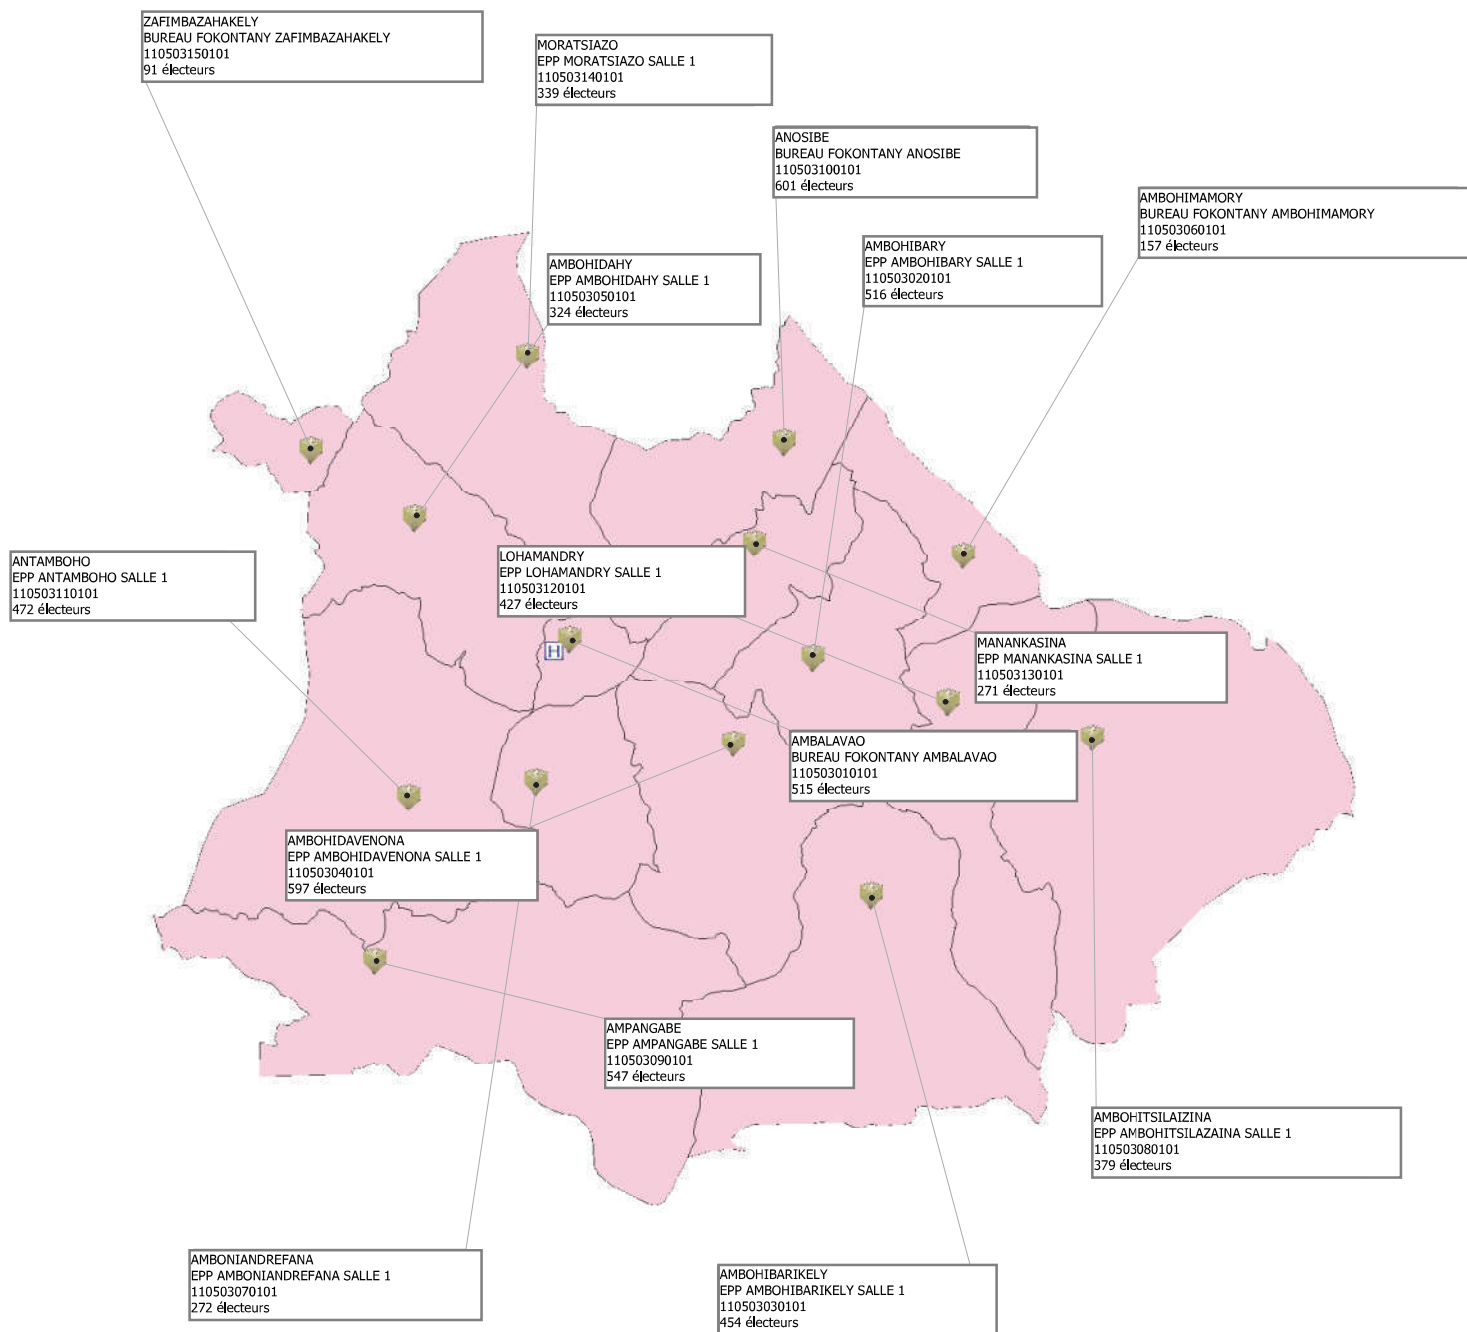 ZAFIMBAZAHAKELY
BUREAU FOKONTANY ZAFIMBAZAHAKELY
110503150101
91 électeurs
MORATSIAZO
EPP MORATSIAZO SALLE 1
110503140101
339 électeurs
ANOSIBE
BUREAU FOKONTANY ANOSIBE
110503100101
601 électeurs
AMBOHIMAMORY
BUREAU FOKONTANY AMBOHIMAMORY
110503060101
157 électeurs
AMBOHIBARY
EPP AMBOHIBARY SALLE 1
110503020101
516 électeurs
AMBOHIDAHY
EPP AMBOHIDAHY SALLE 1
110503050101
324 électeurs
ANTAMBOHO
EPP ANTAMBOHO SALLE 1
110503110101
472 électeurs
LOHAMANDRY
EPP LOHAMANDRY SALLE 1
110503120101
427 électeurs
H
MANANKASINA
EPP MANANKASINA SALLE 1
110503130101
271 électeurs
AMBALAVAO
BUREAU FOKONTANY AMBALAVAO
110503010101
515 électeurs
AMBOHIDAVENONA
EPP AMBOHIDAVENONA SALLE 1
110503040101
597 électeurs
AMPANGABE
EPP AMPANGABE SALLE 1
110503090101
547 électeurs
AMBOHITSILAIZINA
EPP AMBOHITSILAZAINA SALLE 1
110503080101
379 électeurs
AMBONIANDREFANA
EPP AMBONIANDREFANA SALLE 1
110503070101
272 électeurs
AMBOHIBARIKELY
EPP AMBOHIBARIKELY SALLE 1
110503030101
454 électeurs